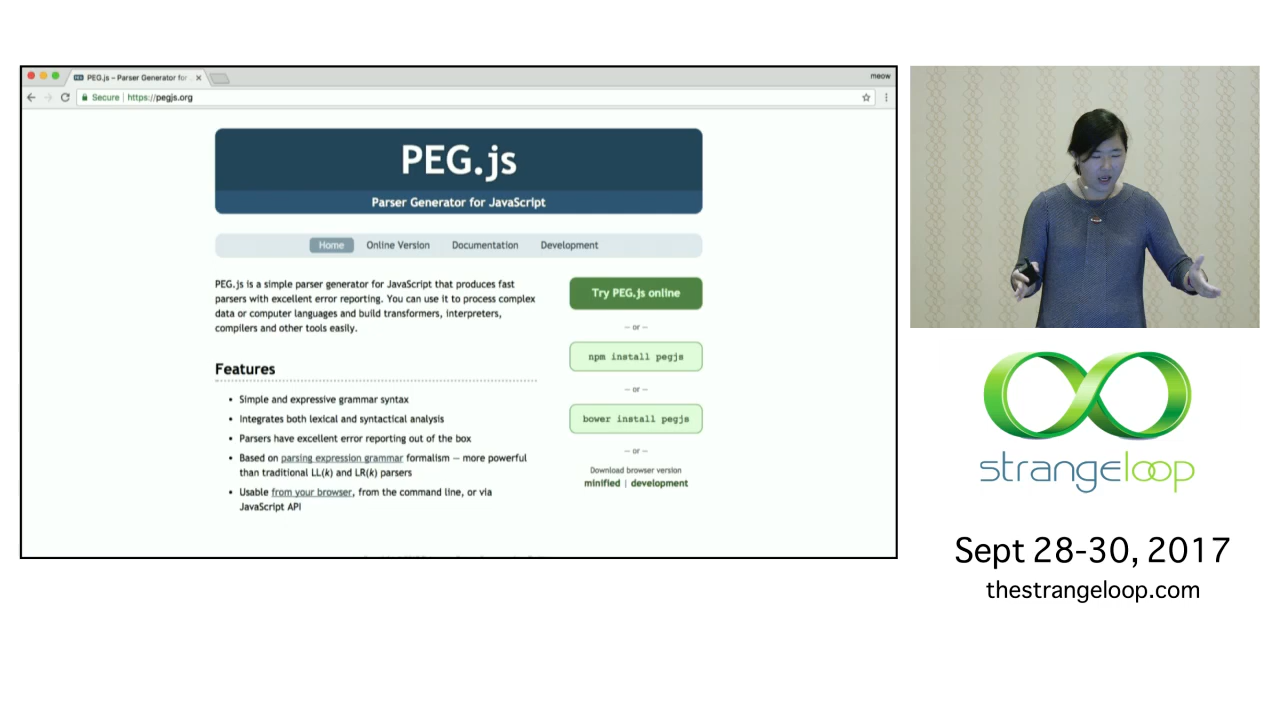 PEG.js – Parser Generator for
meow
Secure | https://pegjs.org
PEG.js
Parser Generator for JavaScript
Home Online Version Documentation Development
PEG.js is a simple parser generator for JavaScript that produces fast
parsers with excellent error reporting. You can use it to process complex
data or computer languages and build transformers, interpreters,
compilers and other tools easily.
Features
• Simple and expressive grammar syntax
• Integrates both lexical and syntactical analysis
• Parsers have excellent error reporting out of the box
• Based on parsing expression grammar formalism — more powerful
than traditional LL(k) and LR(k) parsers
• Usable from your browser, from the command line, or via
JavaScript API
Try PEG.js online
— or —
npm install pegjs
— or —
bower install pegjs
— or —
Download browser version
minified | development
strangeloop
Sept 28-30, 2017
thestrangeloop.com